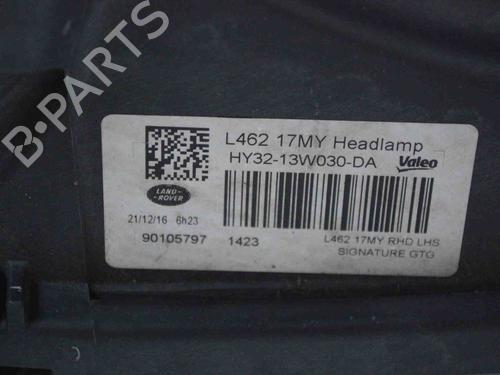 B-PARTS
L462 17MY Headlamp
HY32-13W030-DA Valeo
LAND-
ROVER
21/12/16 6h23
90105797 1423 L462 17MY RHD LHS
SIGNATURE GTG